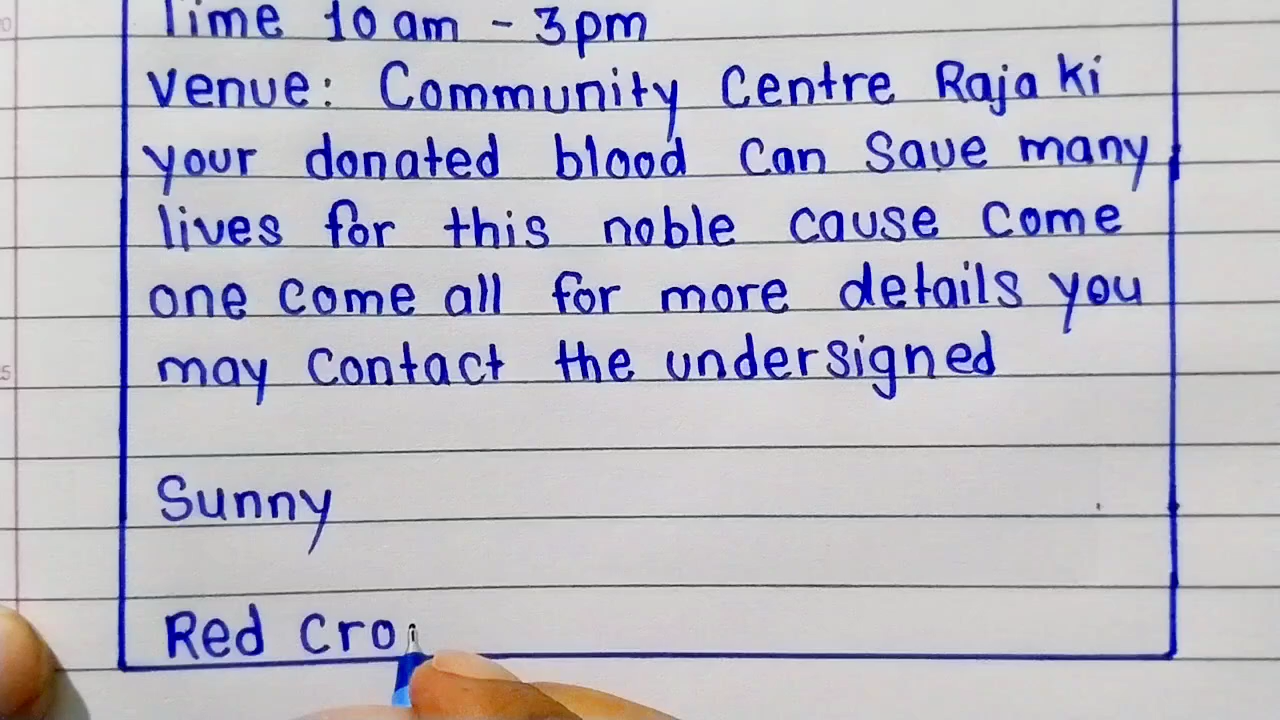 Time 10 am - 3pm
Venue: Community Centre Raja Ki
your donated blood can save many
lives for this noble cause come
one come all for more details you
may contact the undersigned
Sunny
Red Cro